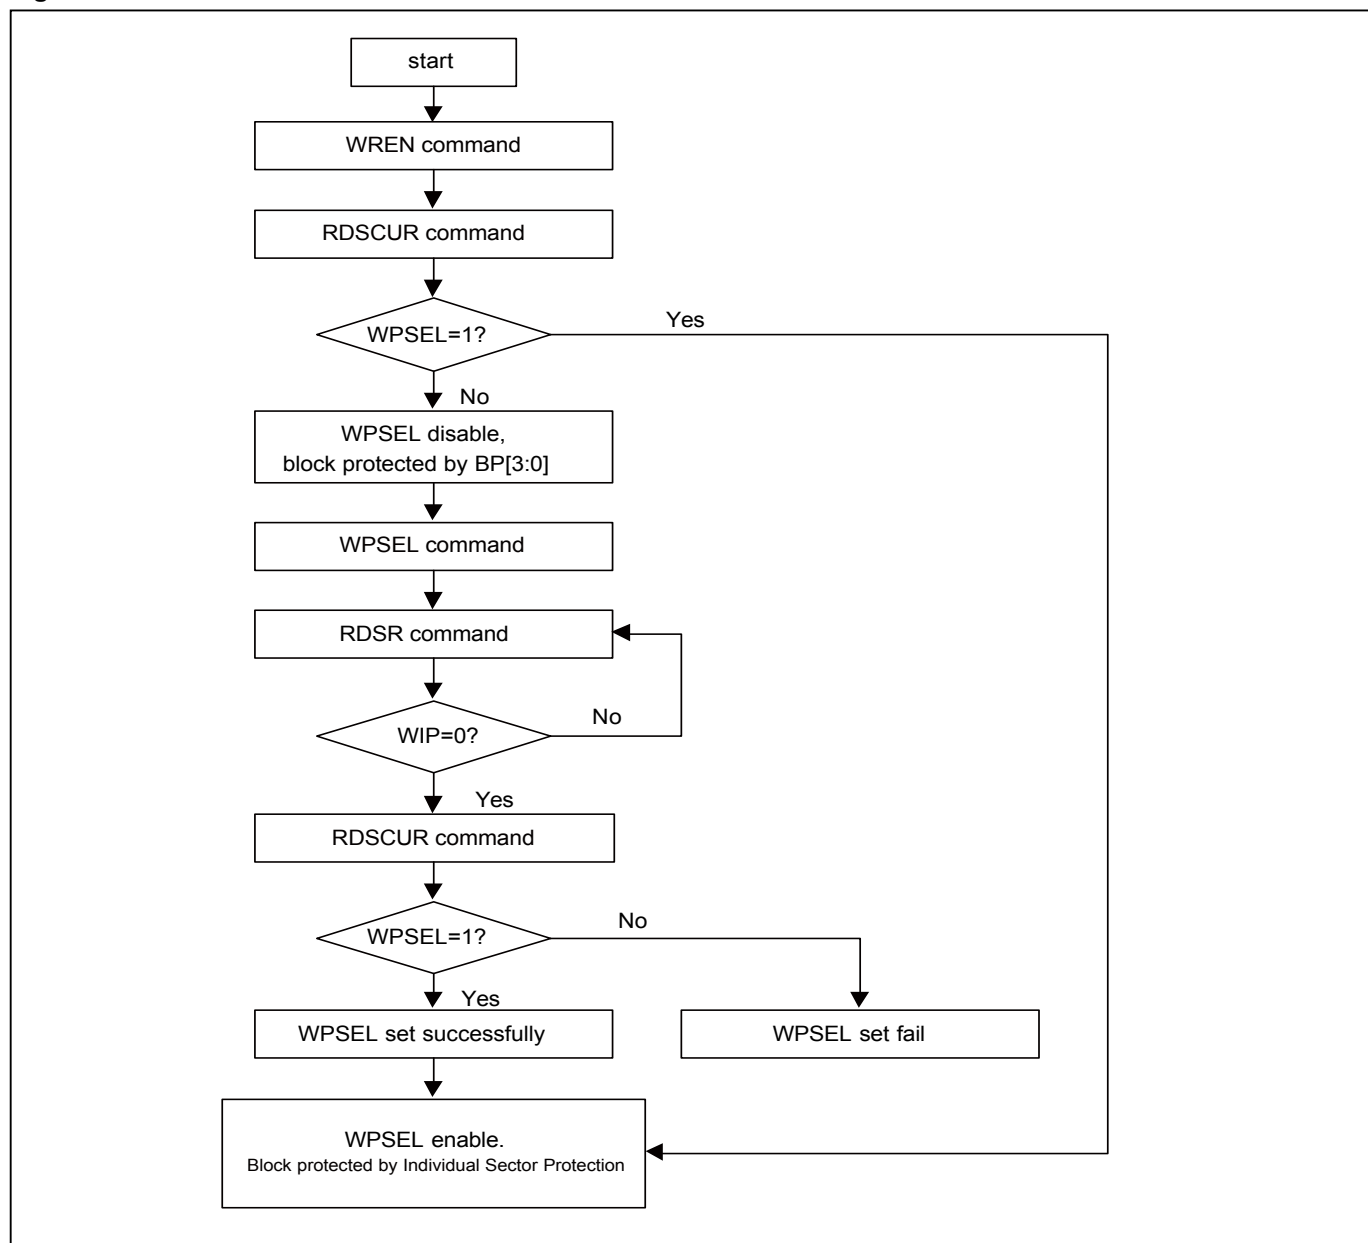 start
WREN command
RDSCUR command
WPSEL=1?
Yes
No
WPSEL disable,
block protected by BP[3:0]
WPSEL command
RDSR command
WIP=0?
No
Yes
RDSCUR command
WPSEL=1?
No
Yes
WPSEL set successfully
WPSEL set fail
WPSEL enable.
Block protected by Individual Sector Protection